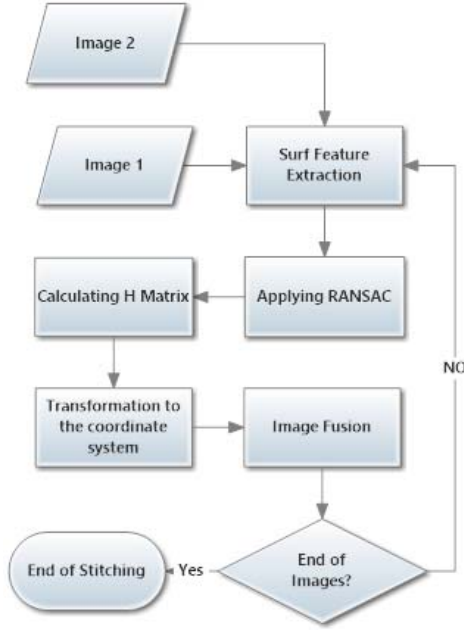 Image 2
Image 1
Surf Feature
Extraction
Calculating H Matrix
Applying RANSAC
NO
Transformation to
the coordinate
system
Image Fusion
End of Stitching
Yes
End of
Images?